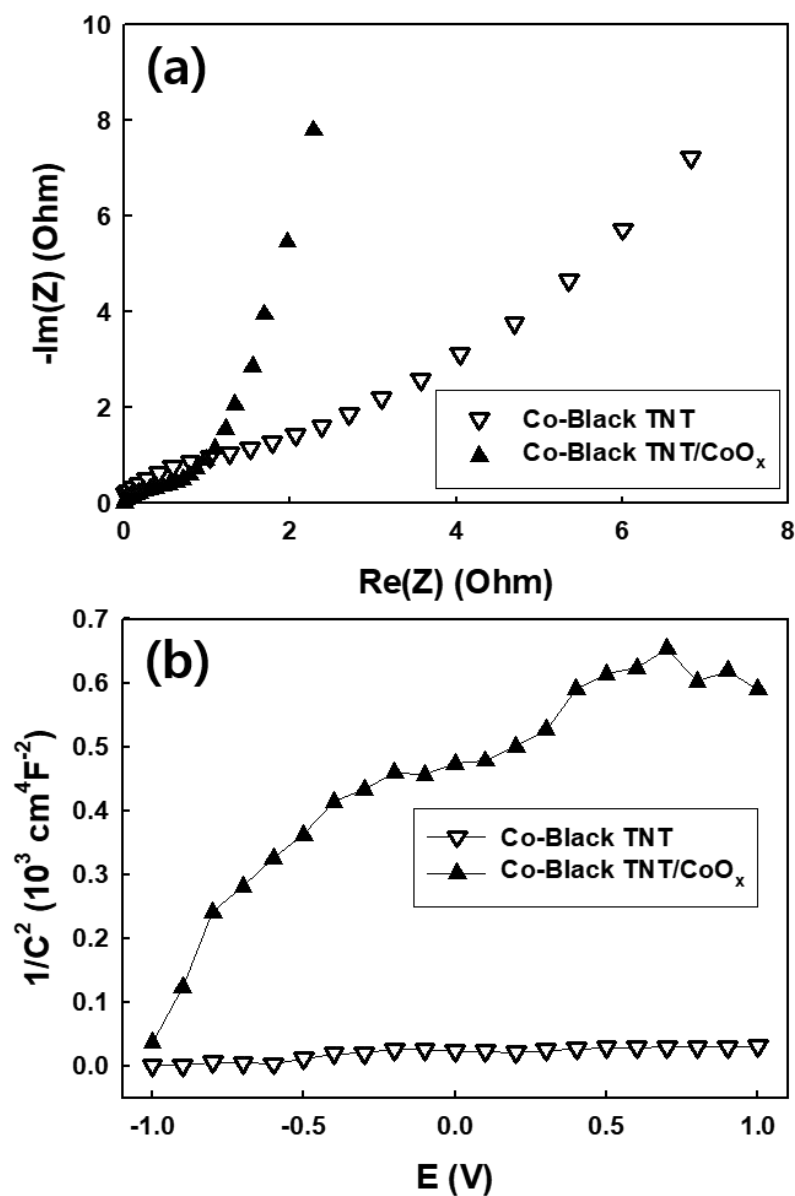 (a)
10
8
6
4
2
0
-Im(Z) (Ohm)
Co-Black TNT
Co-Black TNT/CoOₓ
0 2 4 6 8
Re(Z) (Ohm)
(b)
0.7
0.6
0.5
0.4
0.3
0.2
0.1
0.0
1/C² (10³ cm⁴F⁻²)
Co-Black TNT
Co-Black TNT/CoOₓ
-1.0 -0.5 0.0 0.5 1.0
E (V)